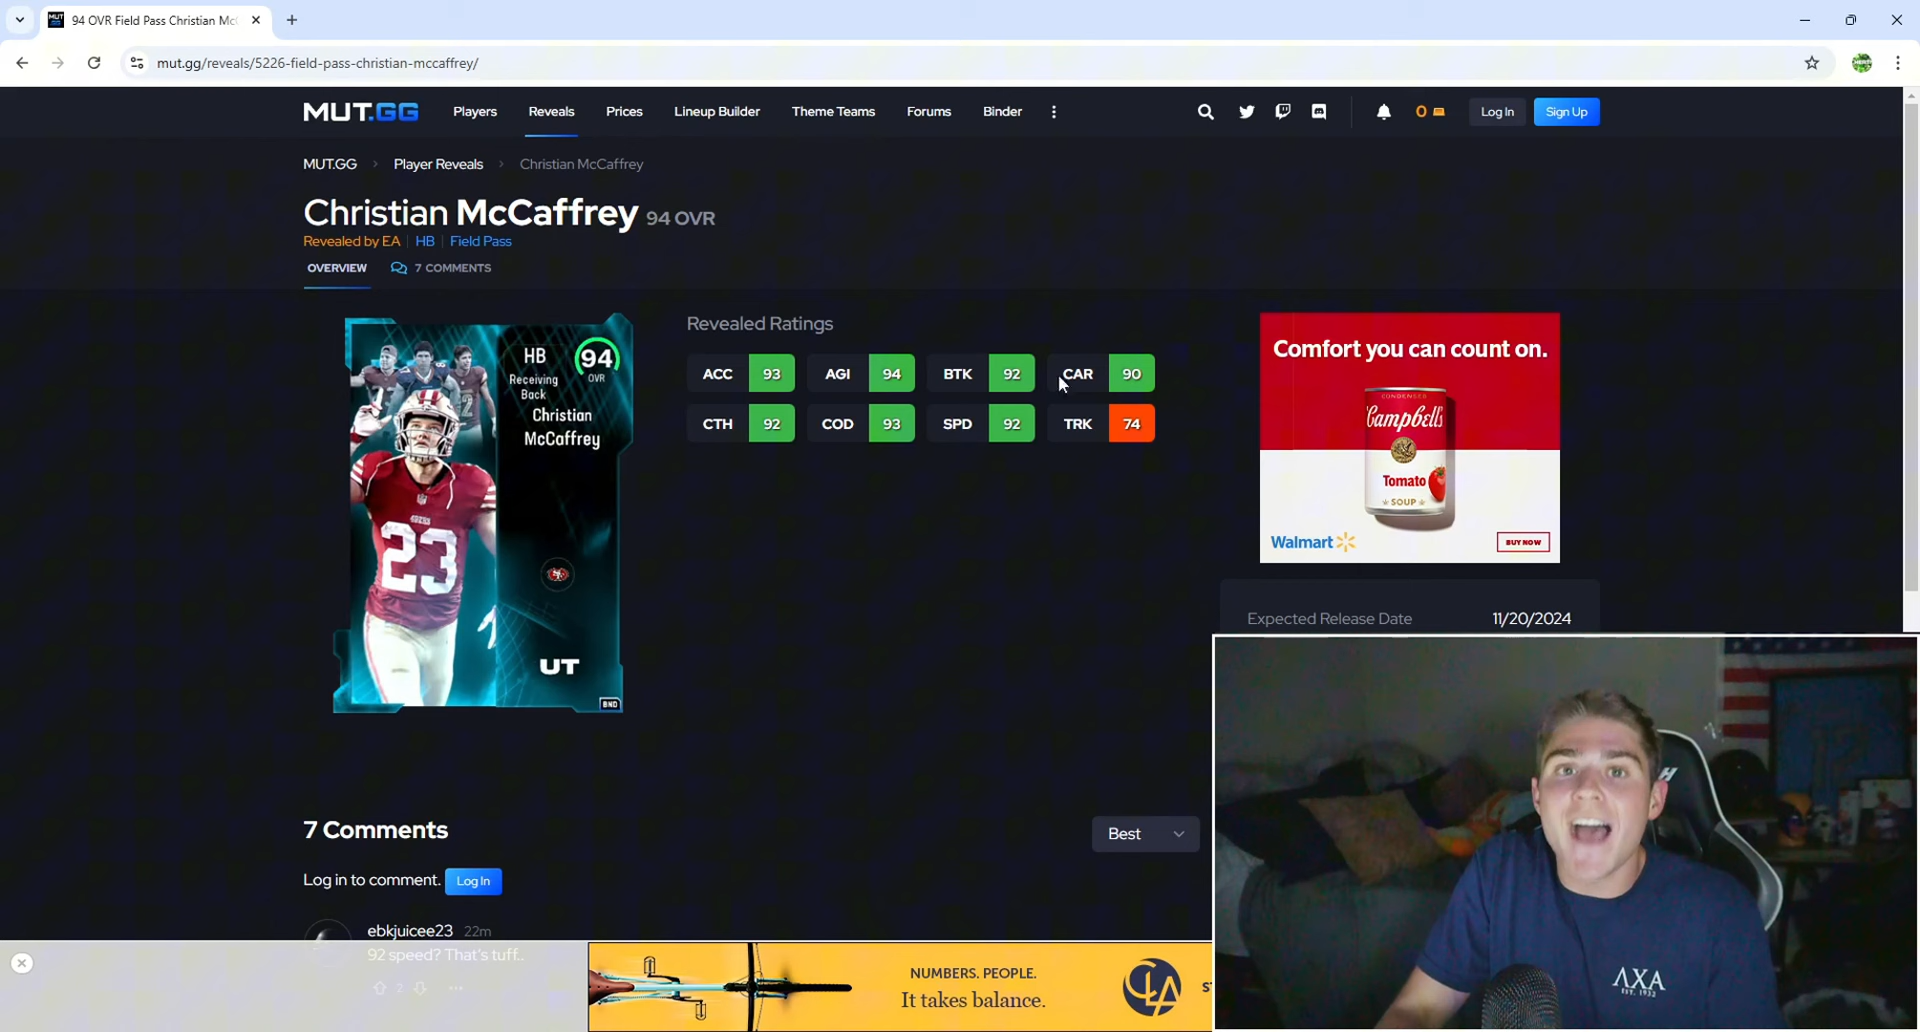 94 OVR Field Pass Christian McC
mut.gg/reveals/5226-field-pass-christian-mccaffrey/
MUT.GG
Players
Reveals
Prices
Lineup Builder
Theme Teams
Forums
Binder
0
Log In
Sign Up
MUT.GG > Player Reveals > Christian McCaffrey
Christian McCaffrey 94 OVR
Revealed by EA | HB | Field Pass
OVERVIEW
7 COMMENTS
HB
94
OVR
Receiving
Back
Christian
McCaffrey
23
UT
BND
Revealed Ratings
ACC 93 AGI 94 BTK 92 CAR 90
CTH 92 COD 93 SPD 92 TRK 74
Comfort you can count on.
CONDENSED
Campbell's
Tomato
SOUP
Walmart
BUY NOW
Expected Release Date 11/20/2024
7 Comments
Best
Log in to comment. Log In
ebkjuicee23 22m
92 speed? That's tuff..
2
NUMBERS. PEOPLE.
It takes balance.
CLA
ΛΧΑ